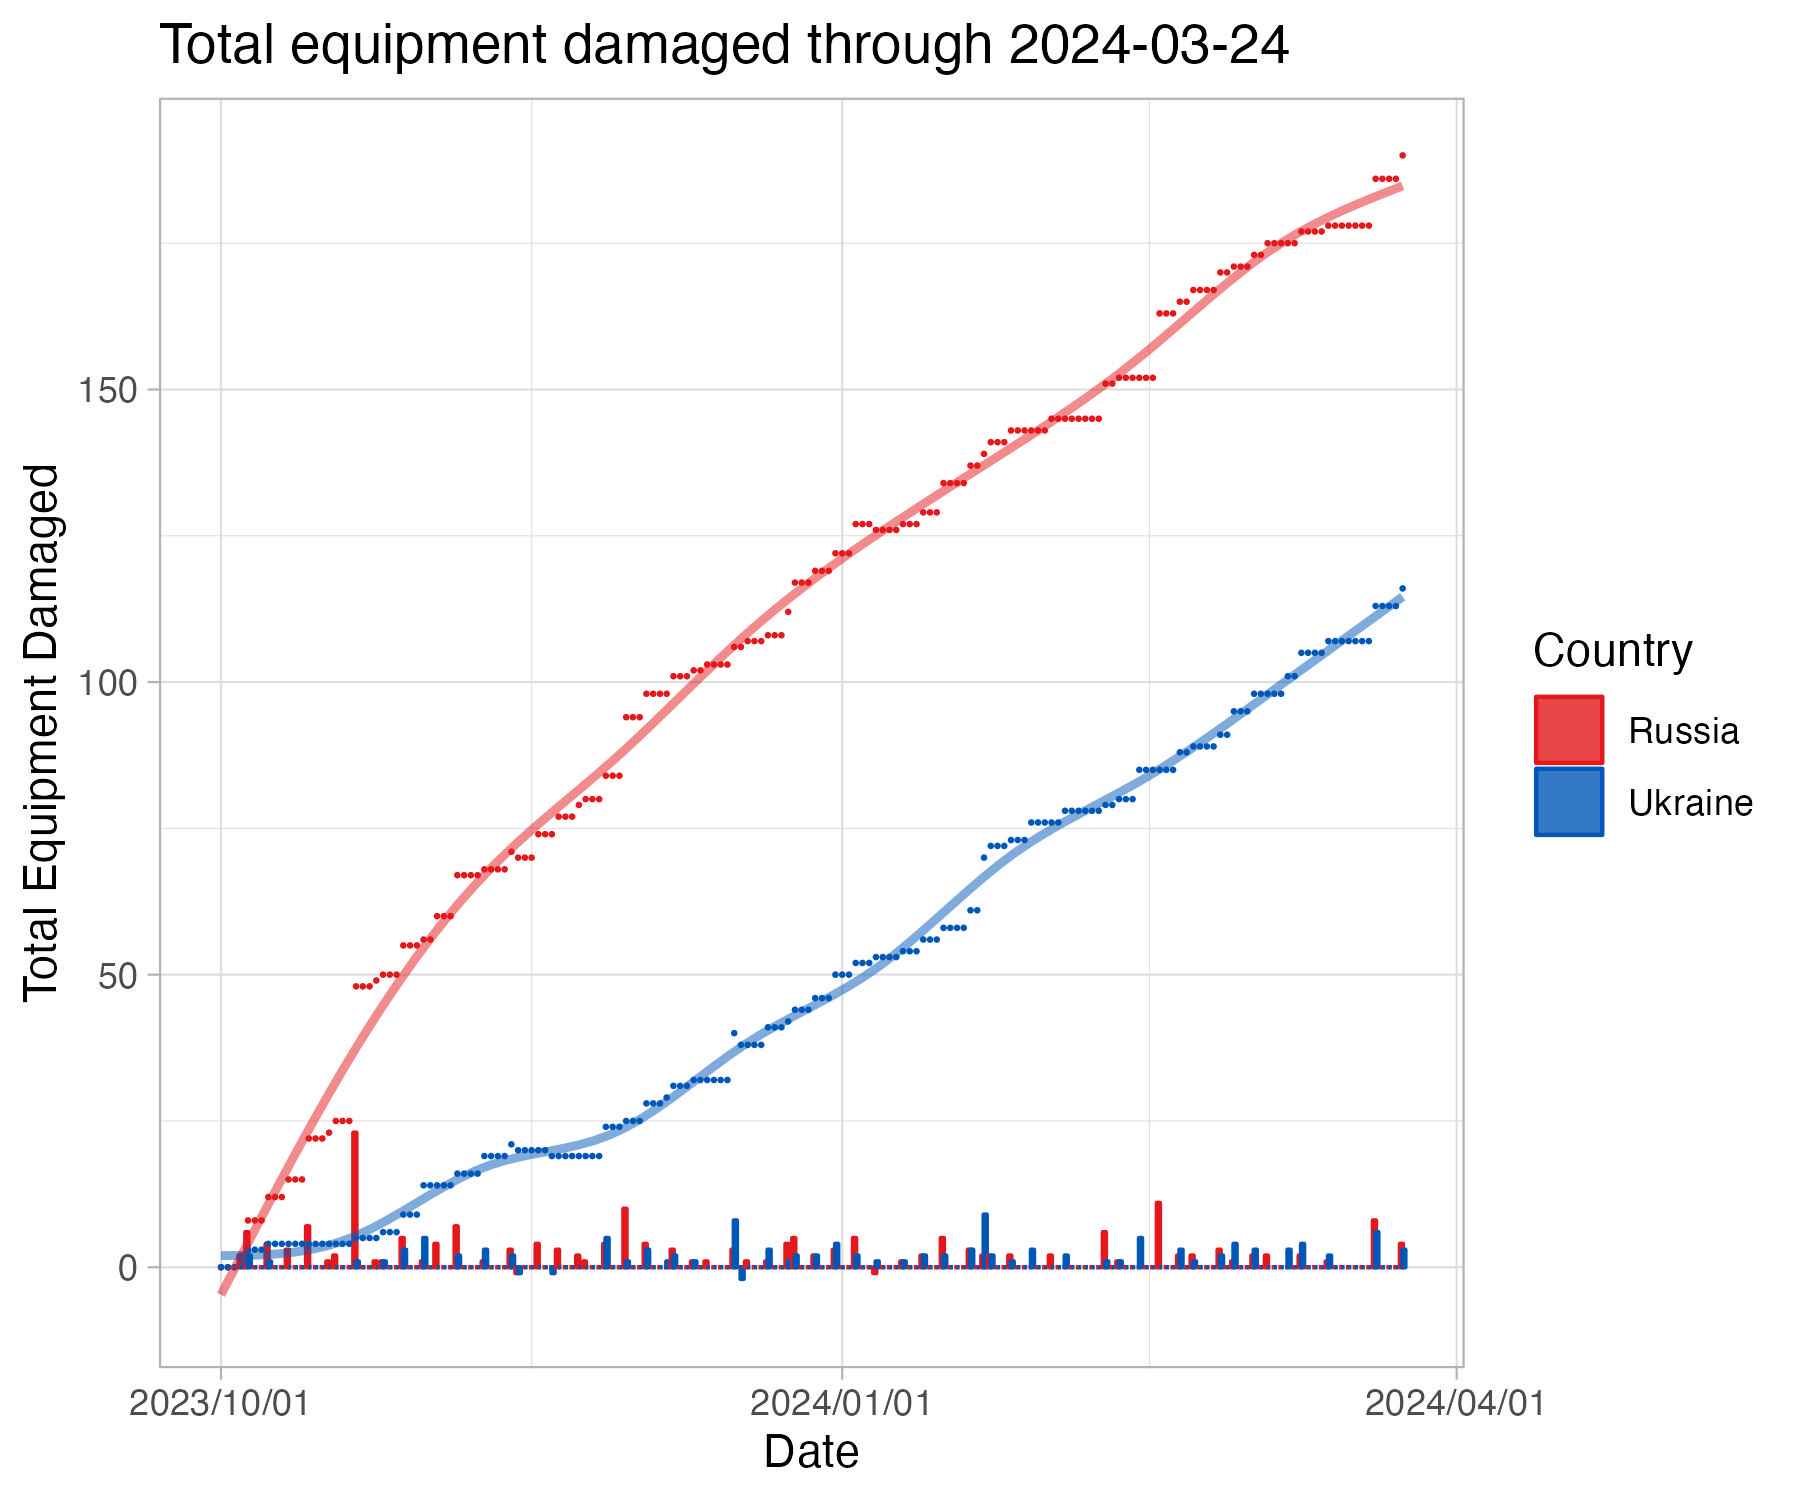 Total equipment damaged through 2024-03-24
Total Equipment Damaged
150
100
50
0
2023/10/01
2024/01/01
2024/04/01
Date
Country
Russia
Ukraine